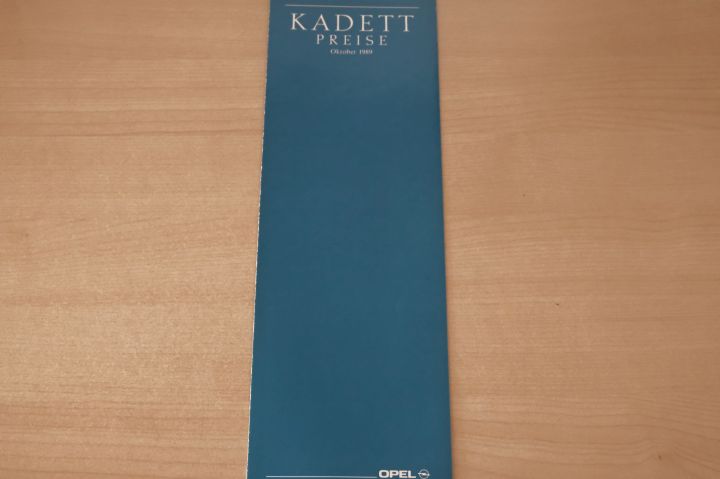 KADETT
PREISE
Oktober 1989
OPEL